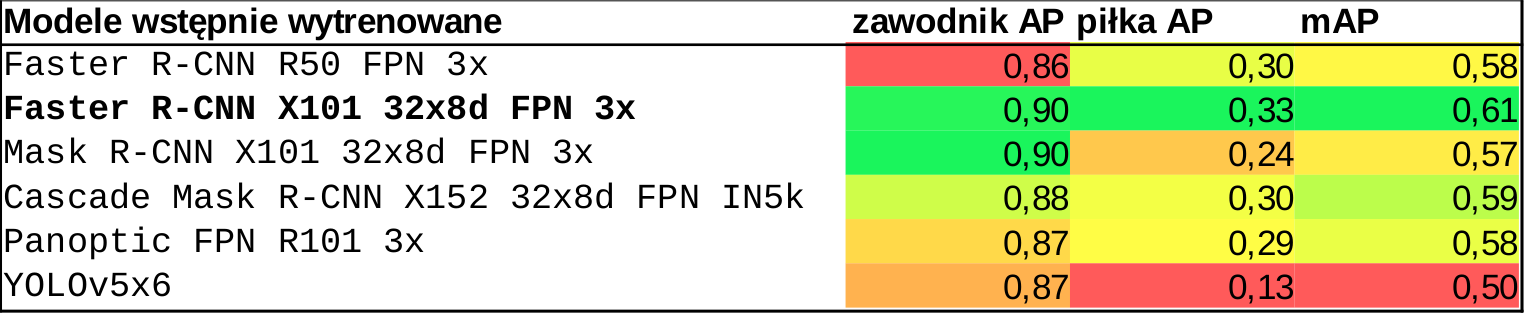 Modele wstępnie wytrenowane zawodnik AP piłka AP mAP
Faster R-CNN R50 FPN 3x 0,86 0,30 0,58
Faster R-CNN X101 32x8d FPN 3x 0,90 0,33 0,61
Mask R-CNN X101 32x8d FPN 3x 0,90 0,24 0,57
Cascade Mask R-CNN X152 32x8d FPN IN5k 0,88 0,30 0,59
Panoptic FPN R101 3x 0,87 0,29 0,58
YOLOv5x6 0,87 0,13 0,50